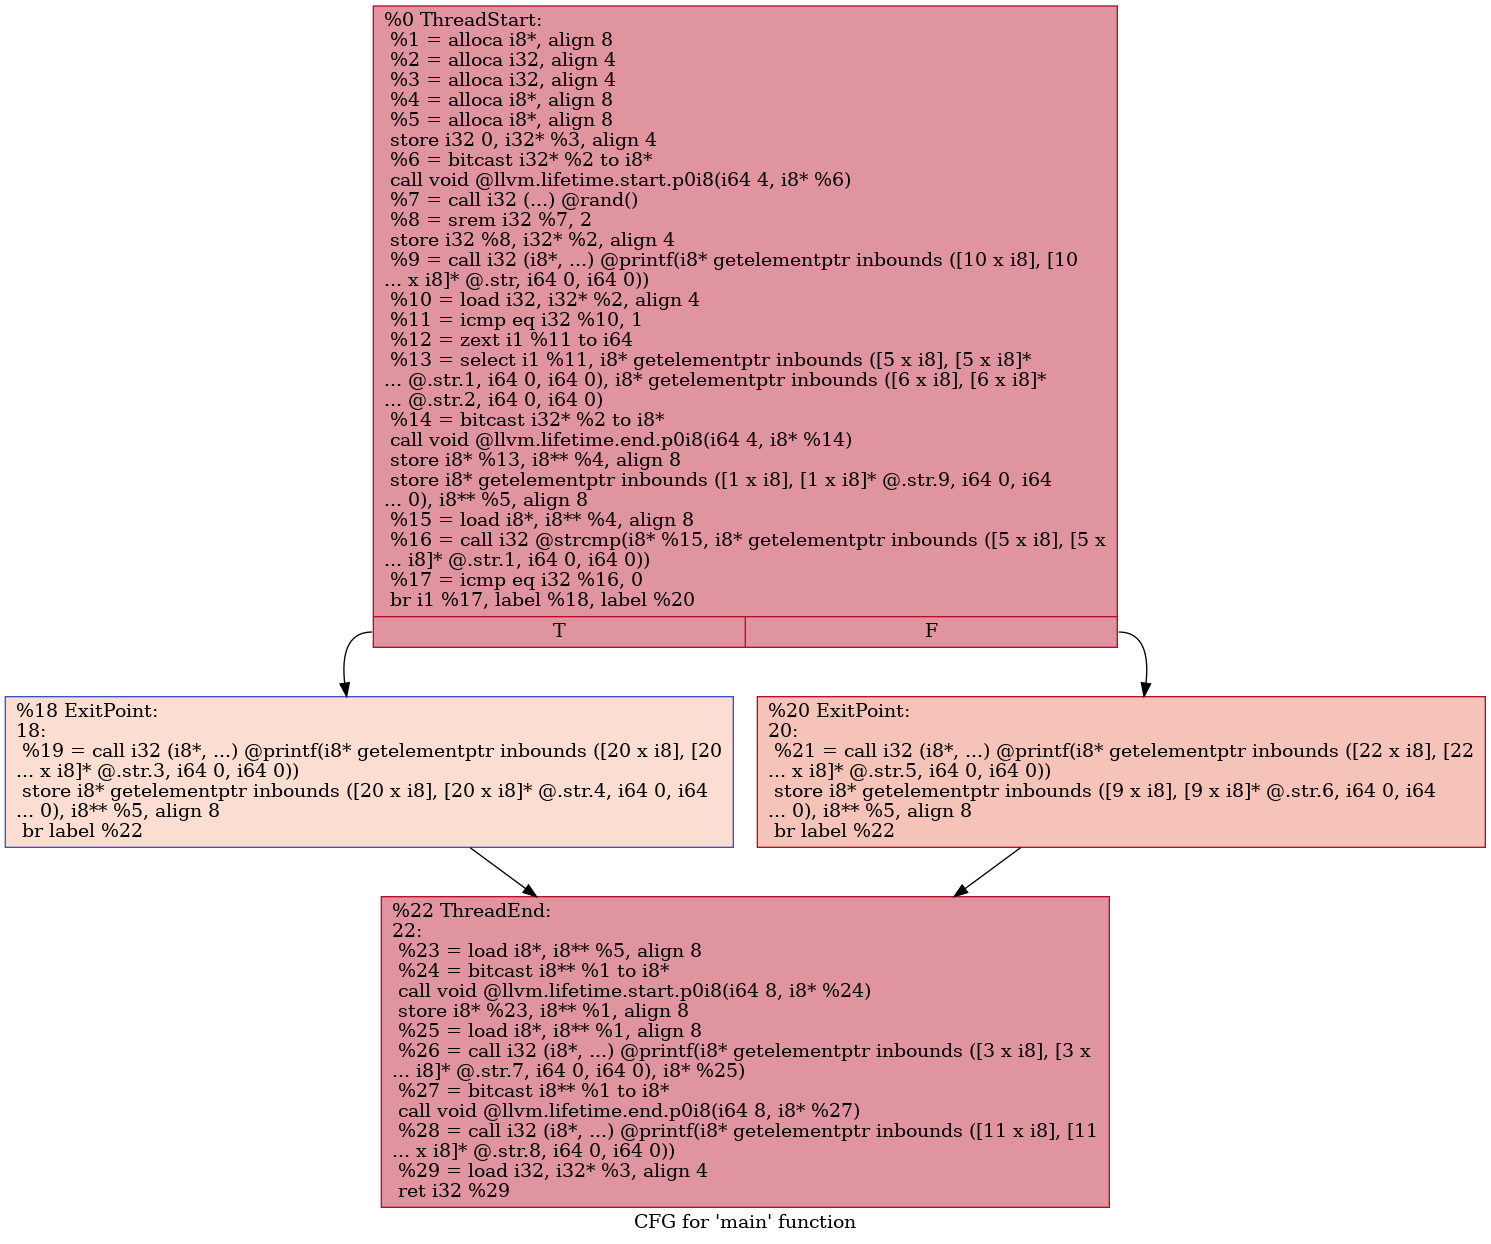 %0 ThreadStart:
%1 = alloca i8*, align 8
%2 = alloca i32, align 4
%3 = alloca i32, align 4
%4 = alloca i8*, align 8
%5 = alloca i8*, align 8
store i32 0, i32* %3, align 4
%6 = bitcast i32* %2 to i8*
call void @llvm.lifetime.start.p0i8(i64 4, i8* %6)
%7 = call i32 (...) @rand()
%8 = srem i32 %7, 2
store i32 %8, i32* %2, align 4
%9 = call i32 (i8*, ...) @printf(i8* getelementptr inbounds ([10 x i8], [10
... x i8]* @.str, i64 0, i64 0))
%10 = load i32, i32* %2, align 4
%11 = icmp eq i32 %10, 1
%12 = zext i1 %11 to i64
%13 = select i1 %11, i8* getelementptr inbounds ([5 x i8], [5 x i8]*
... @.str.1, i64 0, i64 0), i8* getelementptr inbounds ([6 x i8], [6 x i8]*
... @.str.2, i64 0, i64 0)
%14 = bitcast i32* %2 to i8*
call void @llvm.lifetime.end.p0i8(i64 4, i8* %14)
store i8* %13, i8** %4, align 8
store i8* getelementptr inbounds ([1 x i8], [1 x i8]* @.str.9, i64 0, i64
... 0), i8** %5, align 8
%15 = load i8*, i8** %4, align 8
%16 = call i32 @strcmp(i8* %15, i8* getelementptr inbounds ([5 x i8], [5 x
... i8]* @.str.1, i64 0, i64 0))
%17 = icmp eq i32 %16, 0
br i1 %17, label %18, label %20
T
F
%18 ExitPoint:
18:
%19 = call i32 (i8*, ...) @printf(i8* getelementptr inbounds ([20 x i8], [20
... x i8]* @.str.3, i64 0, i64 0))
store i8* getelementptr inbounds ([20 x i8], [20 x i8]* @.str.4, i64 0, i64
... 0), i8** %5, align 8
br label %22
%20 ExitPoint:
20:
%21 = call i32 (i8*, ...) @printf(i8* getelementptr inbounds ([22 x i8], [22
... x i8]* @.str.5, i64 0, i64 0))
store i8* getelementptr inbounds ([9 x i8], [9 x i8]* @.str.6, i64 0, i64
... 0), i8** %5, align 8
br label %22
%22 ThreadEnd:
22:
%23 = load i8*, i8** %5, align 8
%24 = bitcast i8** %1 to i8*
call void @llvm.lifetime.start.p0i8(i64 8, i8* %24)
store i8* %23, i8** %1, align 8
%25 = load i8*, i8** %1, align 8
%26 = call i32 (i8*, ...) @printf(i8* getelementptr inbounds ([3 x i8], [3 x
... i8]* @.str.7, i64 0, i64 0), i8* %25)
%27 = bitcast i8** %1 to i8*
call void @llvm.lifetime.end.p0i8(i64 8, i8* %27)
%28 = call i32 (i8*, ...) @printf(i8* getelementptr inbounds ([11 x i8], [11
... x i8]* @.str.8, i64 0, i64 0))
%29 = load i32, i32* %3, align 4
ret i32 %29
CFG for 'main' function